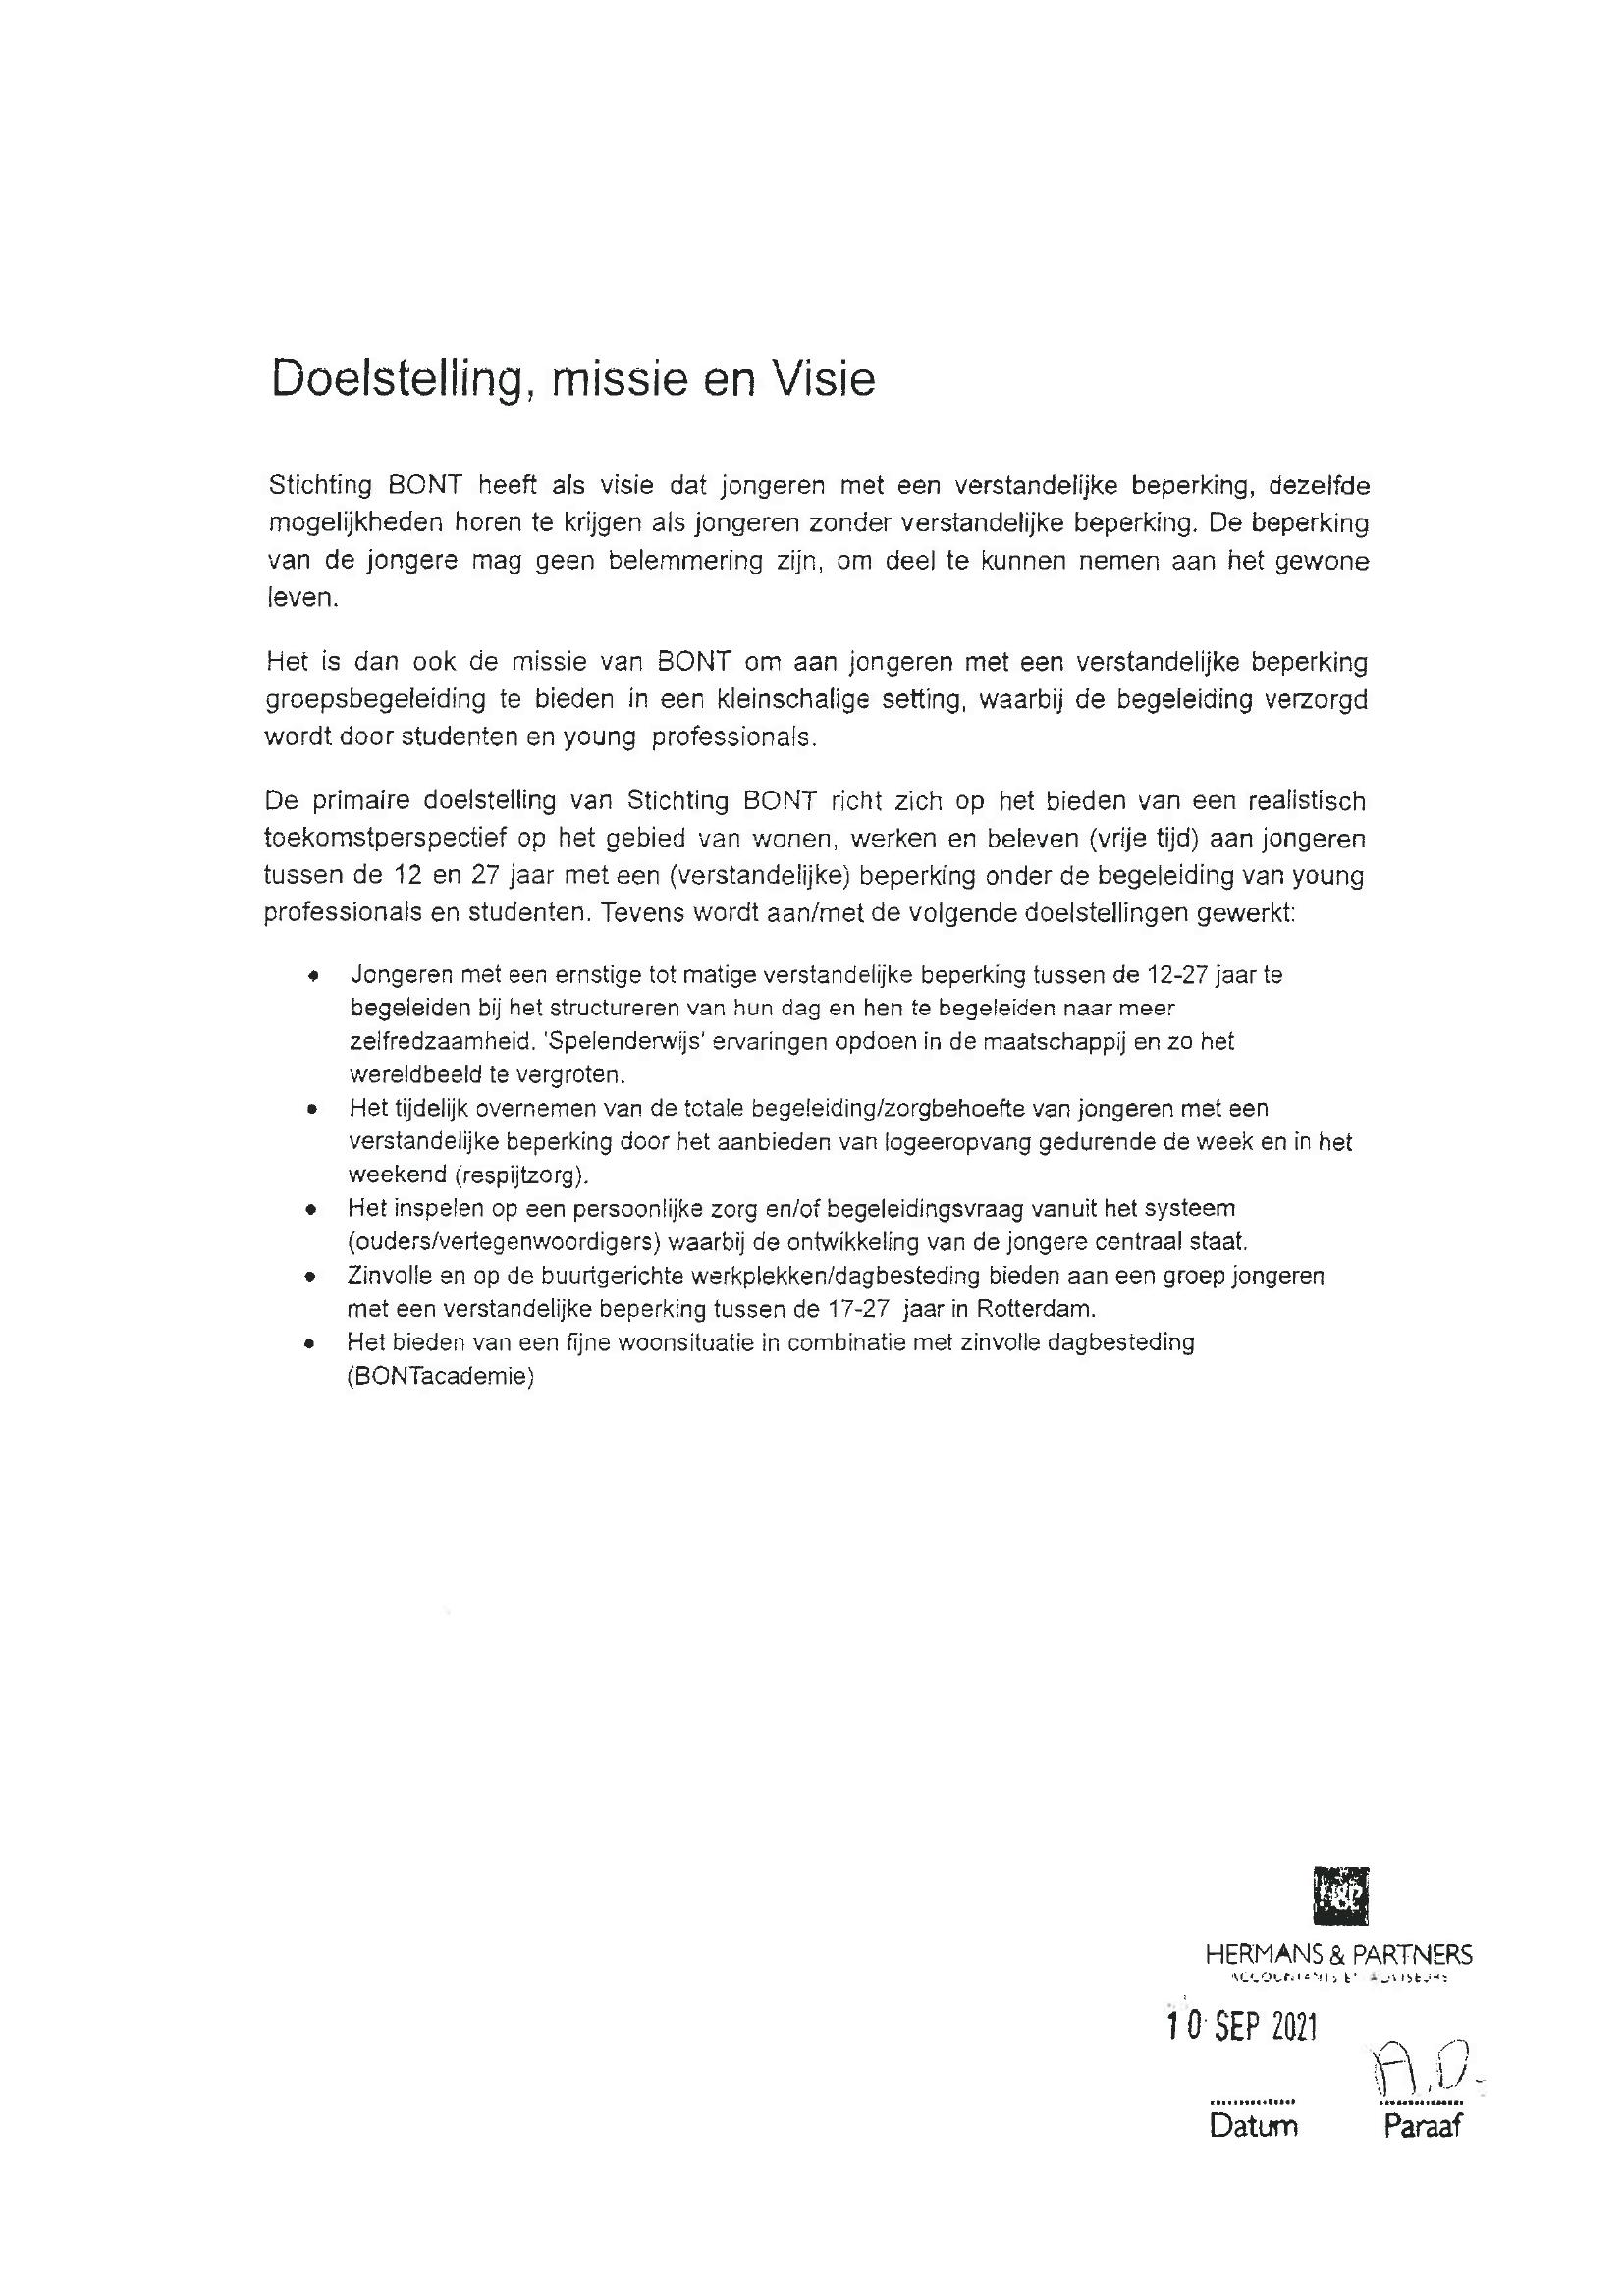 Doelstelling, missie en Visie
Stichting BONT heeft als visie dat jongeren met een verstandelijke beperking, dezelfde
mogelijkheden horen te krijgen als jongeren zonder verstandelijke beperking. De beperking
van de jongere mag geen belemmering zijn, om deel te kunnen nemen aan het gewone
leven.
Het is dan ook de missie van BONT om aan jongeren met een verstandelijke beperking
groepsbegeleiding te bieden in een kleinschalige setting, waarbij de begeleiding verzorgd
wordt door studenten en young professionals.
De primaire doelstelling van Stichting BONT richt zich op het bieden van een realistisch
toekomstperspectief op het gebied van wonen, werken en beleven (vrije tijd) aan jongeren
tussen de 12 en 27 jaar met een (verstandelijke) beperking onder de begeleiding van young
professionals en studenten. Tevens wordt aan/met de volgende doelstellingen gewerkt:
• Jongeren met een ernstige tot matige verstandelijke beperking tussen de 12-27 jaar te
begeleiden bij het structureren van hun dag en hen te begeleiden naar meer
zelfredzaamheid. 'Spelenderwijs' ervaringen opdoen in de maatschappij en zo het
wereldbeeld te vergroten.
• Het tijdelijk overnemen van de totale begeleiding/zorgbehoefte van jongeren met een
verstandelijke beperking door het aanbieden van logeeropvang gedurende de week en in het
weekend (respijtzorg).
• Het inspelen op een persoonlijke zorg en/of begeleidingsvraag vanuit het systeem
(ouders/vertegenwoordigers) waarbij de ontwikkeling van de jongere centraal staat.
• Zinvolle en op de buurtgerichte werkplekken/dagbesteding bieden aan een groep jongeren
met een verstandelijke beperking tussen de 17-27 jaar in Rotterdam.
• Het bieden van een fijne woonsituatie in combinatie met zinvolle dagbesteding
(BONTacademie)
H&P
HERMANS & PARTNERS
ACCOUNTANTS EN ADVISEURS
10 SEP 2021
A.D.
Datum Paraaf